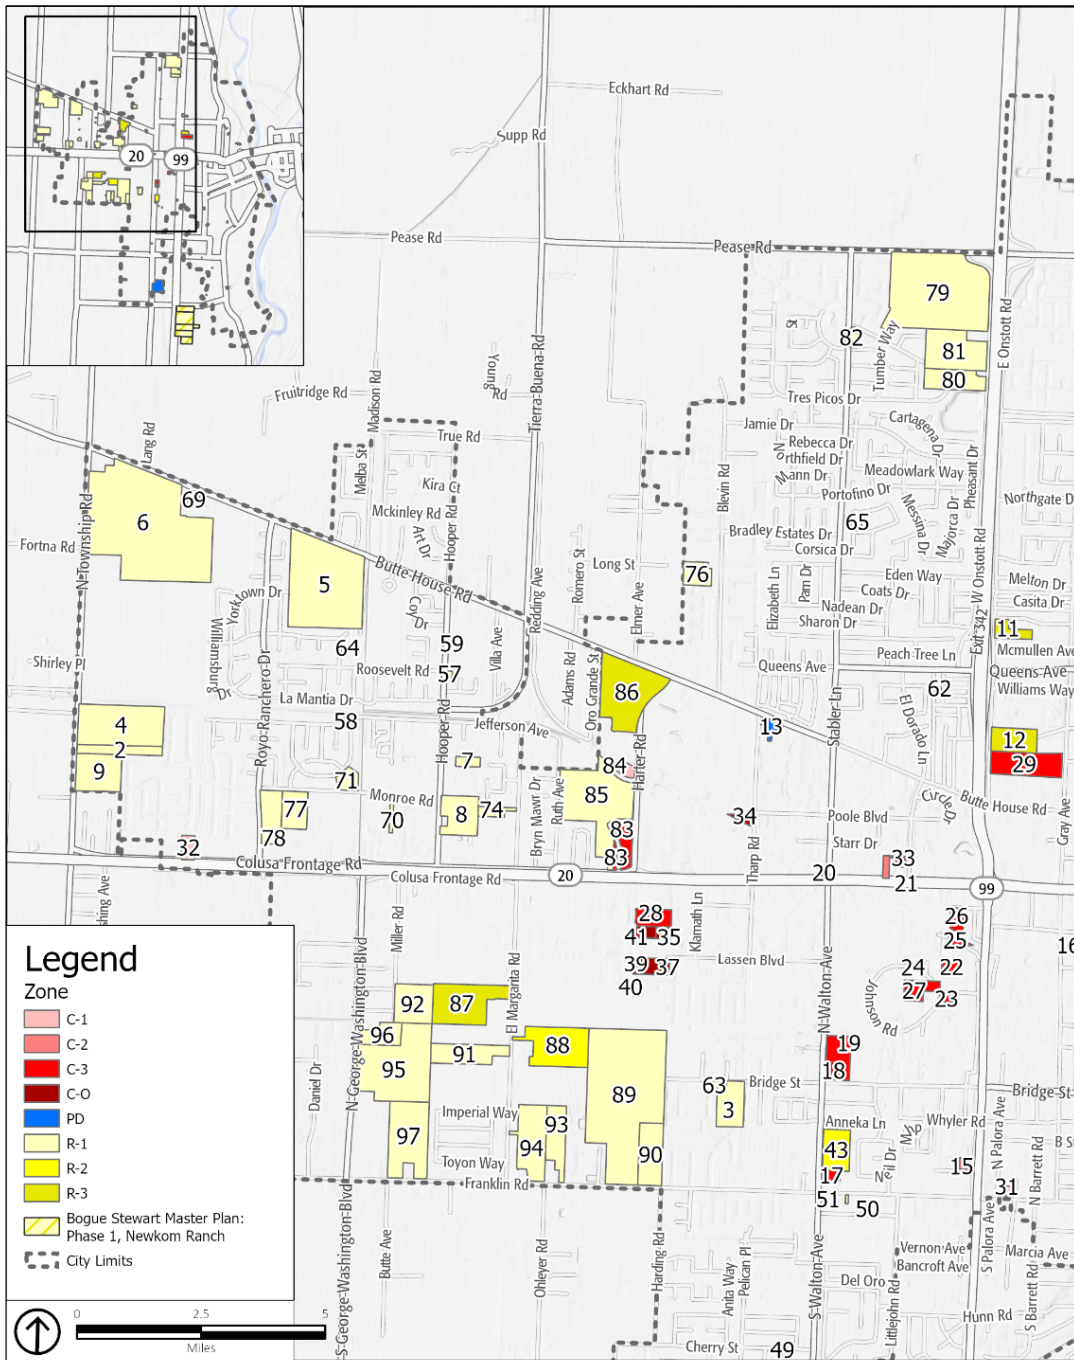 20
99
Eckhart Rd
Supp Rd
Pease Rd
Pease Rd
79
E Onstott Rd
St
82
Tumber Way
81
80
Tierra-Buena-Rd
Young
Rd
Fruitridge Rd
Madison Rd
Tres Picos Dr
Cartagena Dr
Jamie Dr
Rebecca Dr
Northfield Dr
Mann Dr
Meadowlark Way
Pheasant Dr
Lang Rd
True Rd
Melba St
Kira Ct
Blevin Rd
Portofino Dr
Northgate D
N-Township-Rd
69
6
Mckinley Rd
Art Dr
Hooper Rd
65
Messina Dr
Majorca Dr
Bradley Estates Dr
Corsica Dr
Fortna Rd
Butte House Rd
Romero St
Long St
76
5
Yorktown Dr
Redding Ave
Elmer Ave
Elizabeth Ln
Pam Dr
Eden Way
Coats Dr
Nadean Dr
Sharon Dr
Exit 342
W Onstott Rd
Melton Dr
Casita Dr
Coy Dr
Williamsburg
Dr
64
59
Villa Ave
11
Mcmullen Ave
Shirley Pl
Roosevelt Rd
57
Adams Rd
Oro Grande St
Queens Ave
Peach Tree Ln
Queens-Ave
Williams Way
Royo-Ranchero-Dr
La Mantia Dr
58
Jefferson Ave
86
Stabler-Ln
62
El Dorado Ln
4
2
9
Hooper-Rd
13
12
29
7
84
Harter-Rd
71
85
Monroe Rd
77
70
8
74
Bryn Mawr Dr
Ruth Ave
Circle Dr
Butte House Rd
Gray Ave
78
34
Poole Blvd
Tharp Rd
Starr Dr
83
83
32
Colusa Frontage Rd
Colusa Frontage Rd
20
20
33
21
99
shing Ave
Miller Rd
28
41
35
Klamath Ln
26
25
16
39
37
40
Lassen Blvd
24
22
27
23
N-George-Washington-Blvd
El Margarita Rd
N-Walton-Ave
Johnson Rd
92
87
96
91
88
95
89
19
18
Daniel Dr
63
Bridge St
Bridge St
3
Imperial Way
93
94
97
90
Toyon Way
Franklin Rd
Anneka Ln
Whyler Rd
43
Neil Dr
17
15
N Palora Ave
B St
N Barrett Rd
31
51
50
S-George-Washington-Blvd
Butte Ave
Ohleyer Rd
Harding Rd
Anita Way
Pelican Pl
S-Walton-Ave
Vernon Ave
Bancroft Ave
S Palora Ave
Marcia Ave
Del Oro
Littlejohn Rd
S Barrett Rd
Hunn Rd
Cherry St
49
Legend
Zone
C-1
C-2
C-3
C-O
PD
R-1
R-2
R-3
Bogue Stewart Master Plan:
Phase 1, Newkom Ranch
City Limits
0
2.5
5
Miles